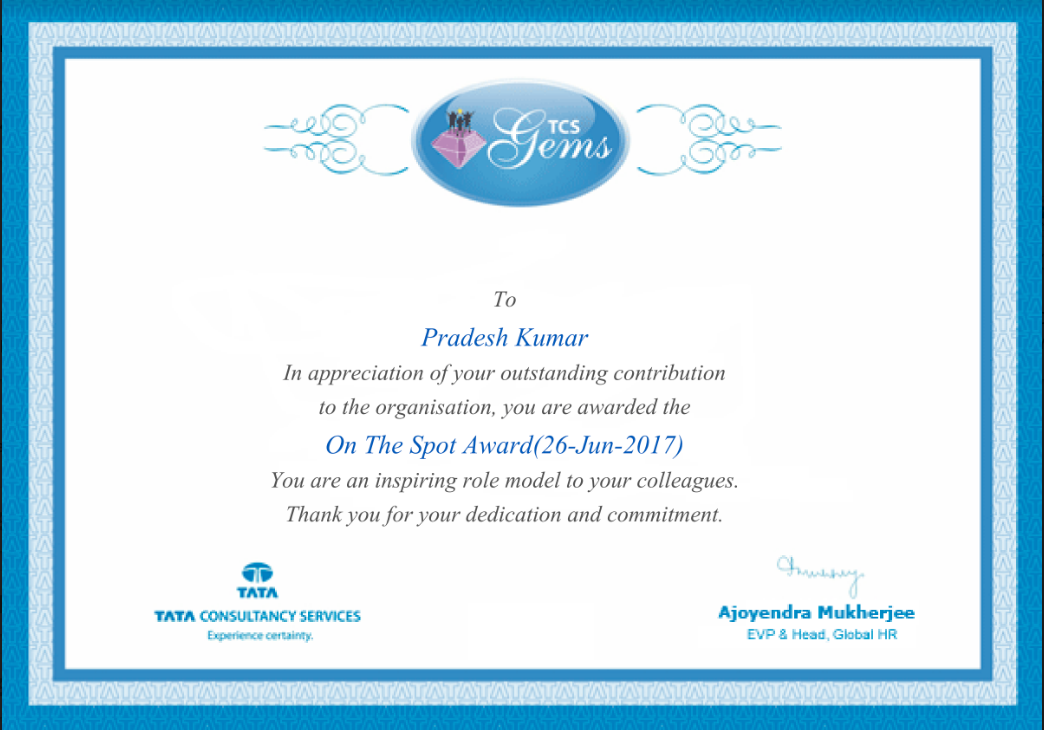 TCS
Gems
To
Pradesh Kumar
In appreciation of your outstanding contribution
to the organisation, you are awarded the
On The Spot Award(26-Jun-2017)
You are an inspiring role model to your colleagues.
Thank you for your dedication and commitment.
TATA
TATA CONSULTANCY SERVICES
Experience certainty.
Ajoyendra Mukherjee
EVP & Head, Global HR